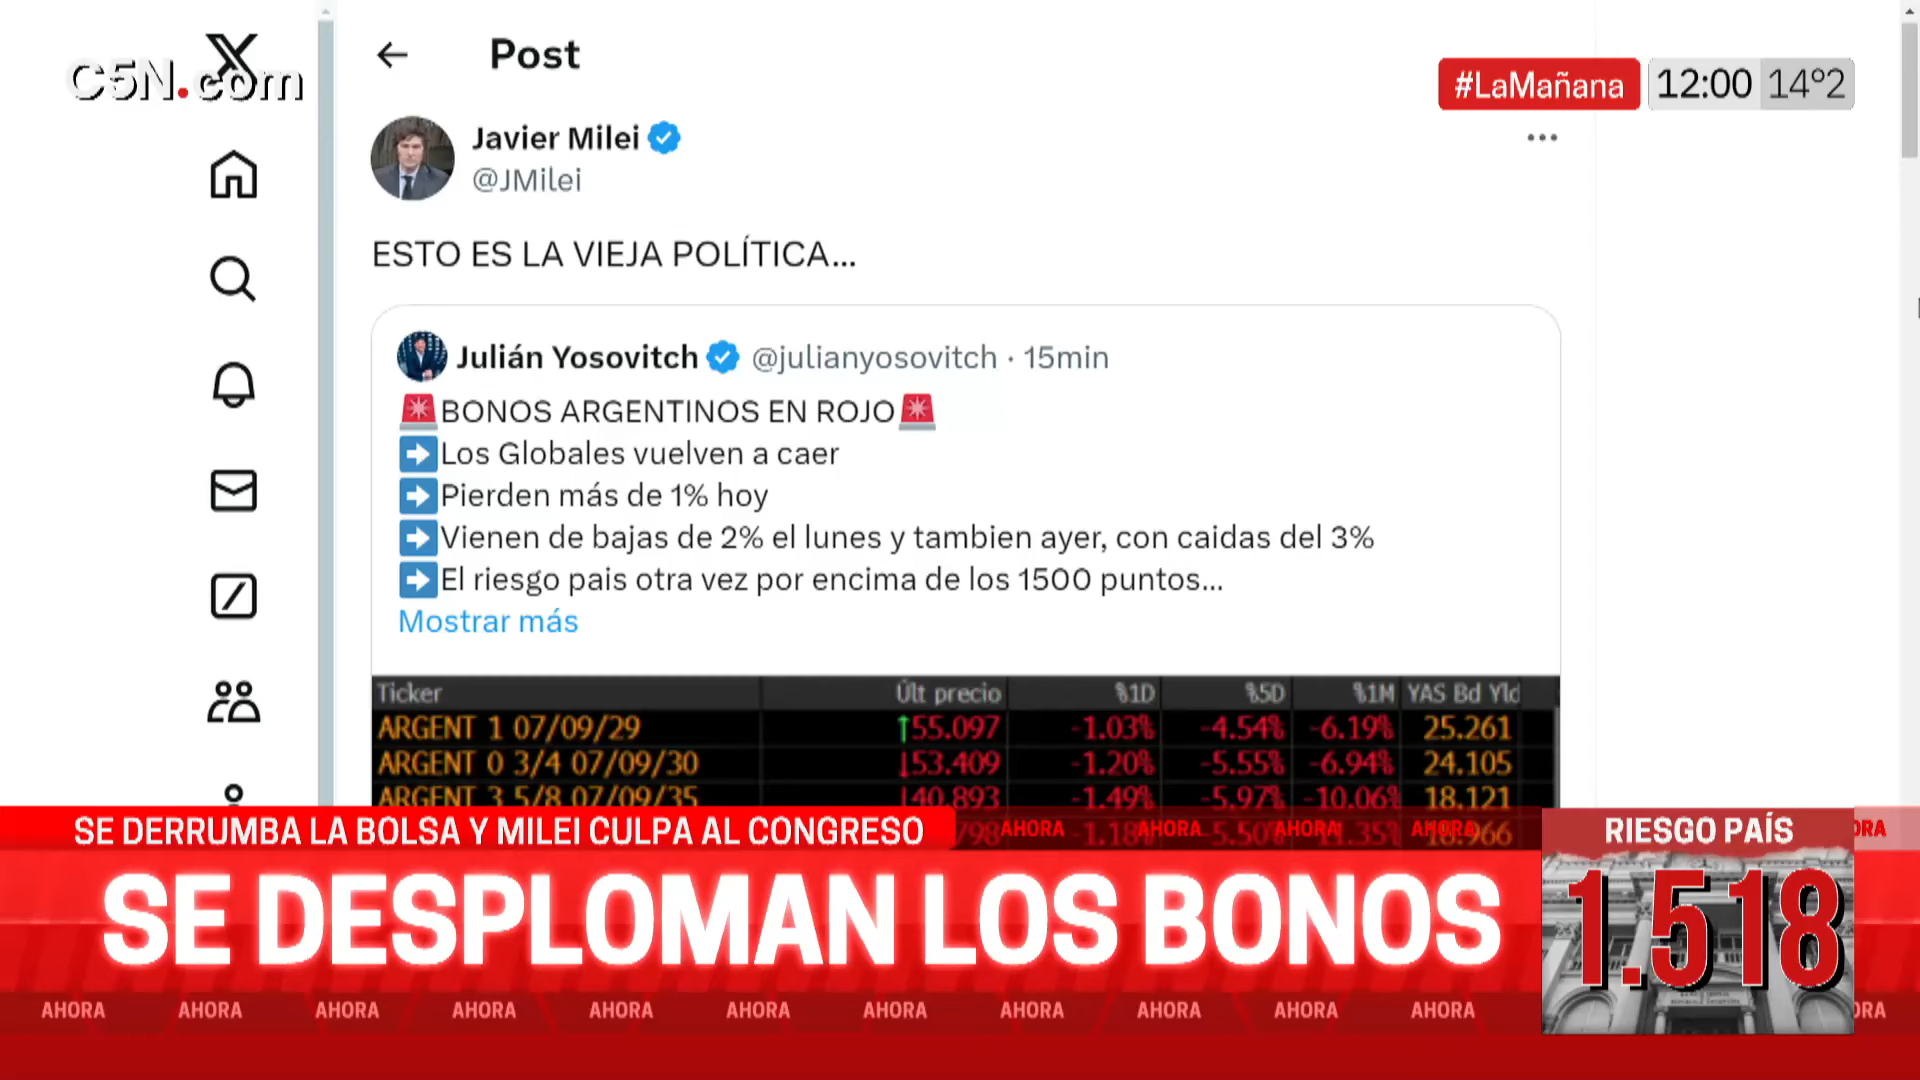 C5N.com
Post
#LaMañana 12:00 14º2
Javier Milei
@JMilei
ESTO ES LA VIEJA POLÍTICA...
Julián Yosovitch @julianyosovitch · 15min
BONOS ARGENTINOS EN ROJO
Los Globales vuelven a caer
Pierden más de 1% hoy
Vienen de bajas de 2% el lunes y tambien ayer, con caidas del 3%
El riesgo pais otra vez por encima de los 1500 puntos...
Mostrar más
Ticker Últ precio %1D %5D %1M YAS Bd Yld
ARGENT 1 07/09/29 ↑55.097 -1.03% -4.54% -6.19% 25.261
ARGENT 0 3/4 07/09/30 ↓53.409 -1.20% -5.55% -6.94% 24.105
ARGENT 3 5/8 07/09/35 ↓40.893 -1.49% -5.97% -10.06% 18.121
SE DERRUMBA LA BOLSA Y MILEI CULPA AL CONGRESO
AHORA AHORA AHORA AHORA
SE DESPLOMAN LOS BONOS
RIESGO PAÍS
1.518
AHORA AHORA AHORA AHORA AHORA AHORA AHORA AHORA AHORA AHORA AHORA